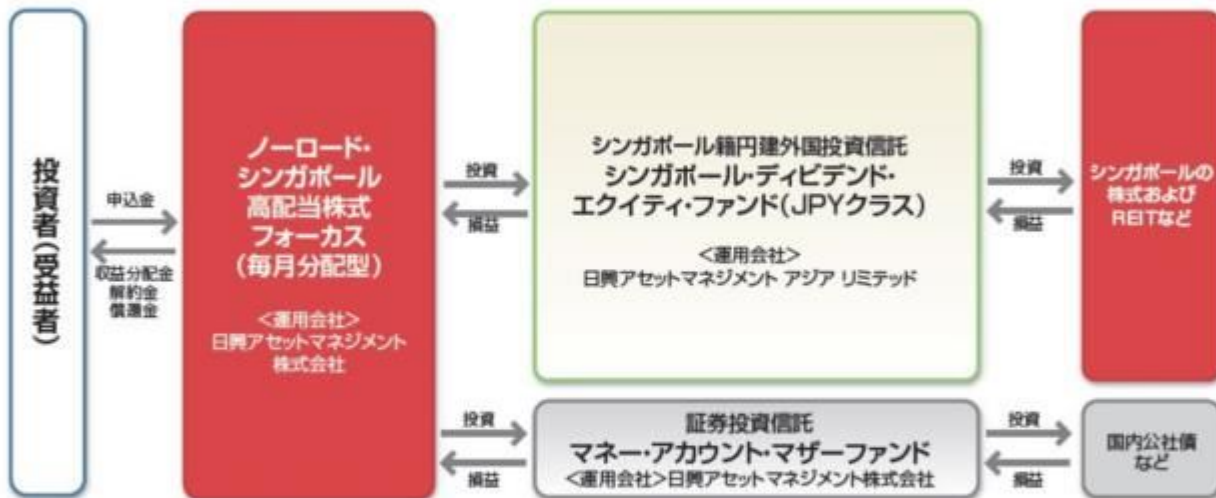 投資者(受益者)
申込金
収益分配金
解約金
償還金
ノーロード・
シンガポール
高配当株式
フォーカス
(毎月分配型)
<運用会社>
日興アセットマネジメント
株式会社
投資
損益
シンガポール籍円建外国投資信託
シンガポール・ディビデンド・
エクイティ・ファンド(JPYクラス)
<運用会社>
日興アセットマネジメント アジア リミテッド
投資
損益
シンガポールの
株式および
REITなど
投資
損益
証券投資信託
マネー・アカウント・マザーファンド
<運用会社>日興アセットマネジメント株式会社
投資
損益
国内公社債
など